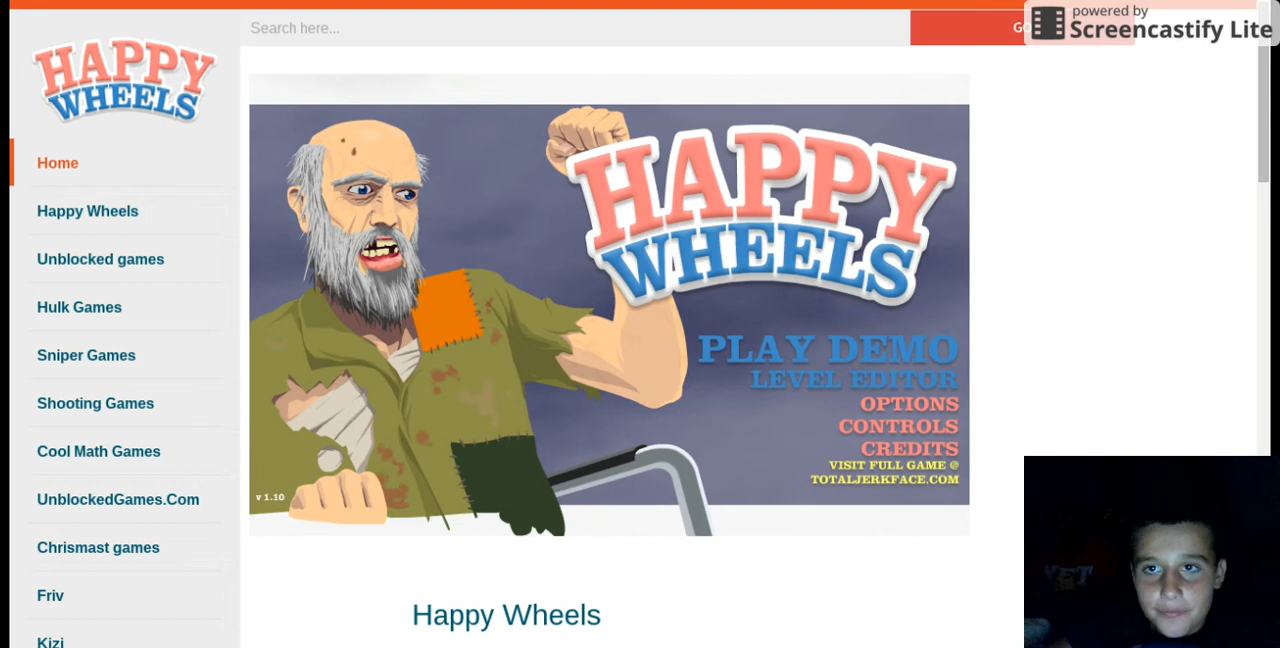 powered by
Screencastify Lite
Search here...
GO
HAPPY
WHEELS
Home
Happy Wheels
Unblocked games
Hulk Games
Sniper Games
Shooting Games
Cool Math Games
UnblockedGames.Com
Chrismast games
Friv
Kizi
HAPPY
WHEELS
PLAY DEMO
LEVEL EDITOR
OPTIONS
CONTROLS
CREDITS
VISIT FULL GAME @
TOTALJERKFACE.COM
v 1.10
Happy Wheels